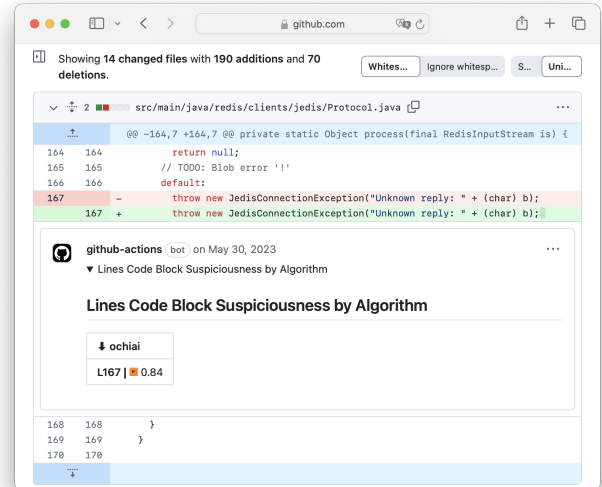 github.com
Showing 14 changed files with 190 additions and 70
deletions.
Whites...
Ignore whitesp...
S...
Uni...
2 src/main/java/redis/clients/jedis/Protocol.java
@@ -164,7 +164,7 @@ private static Object process(final RedisInputStream is) {
164 164 return null;
165 165 // TODO: Blob error '!'
166 166 default:
167 - throw new JedisConnectionException("Unknown reply: " + (char) b);
167 + throw new JedisConnectionException("Unknown reply: " + (char) b);
github-actions bot on May 30, 2023
▼ Lines Code Block Suspiciousness by Algorithm
Lines Code Block Suspiciousness by Algorithm
⬇ ochiai
L167 | 0.84
168 168 }
169 169 }
170 170